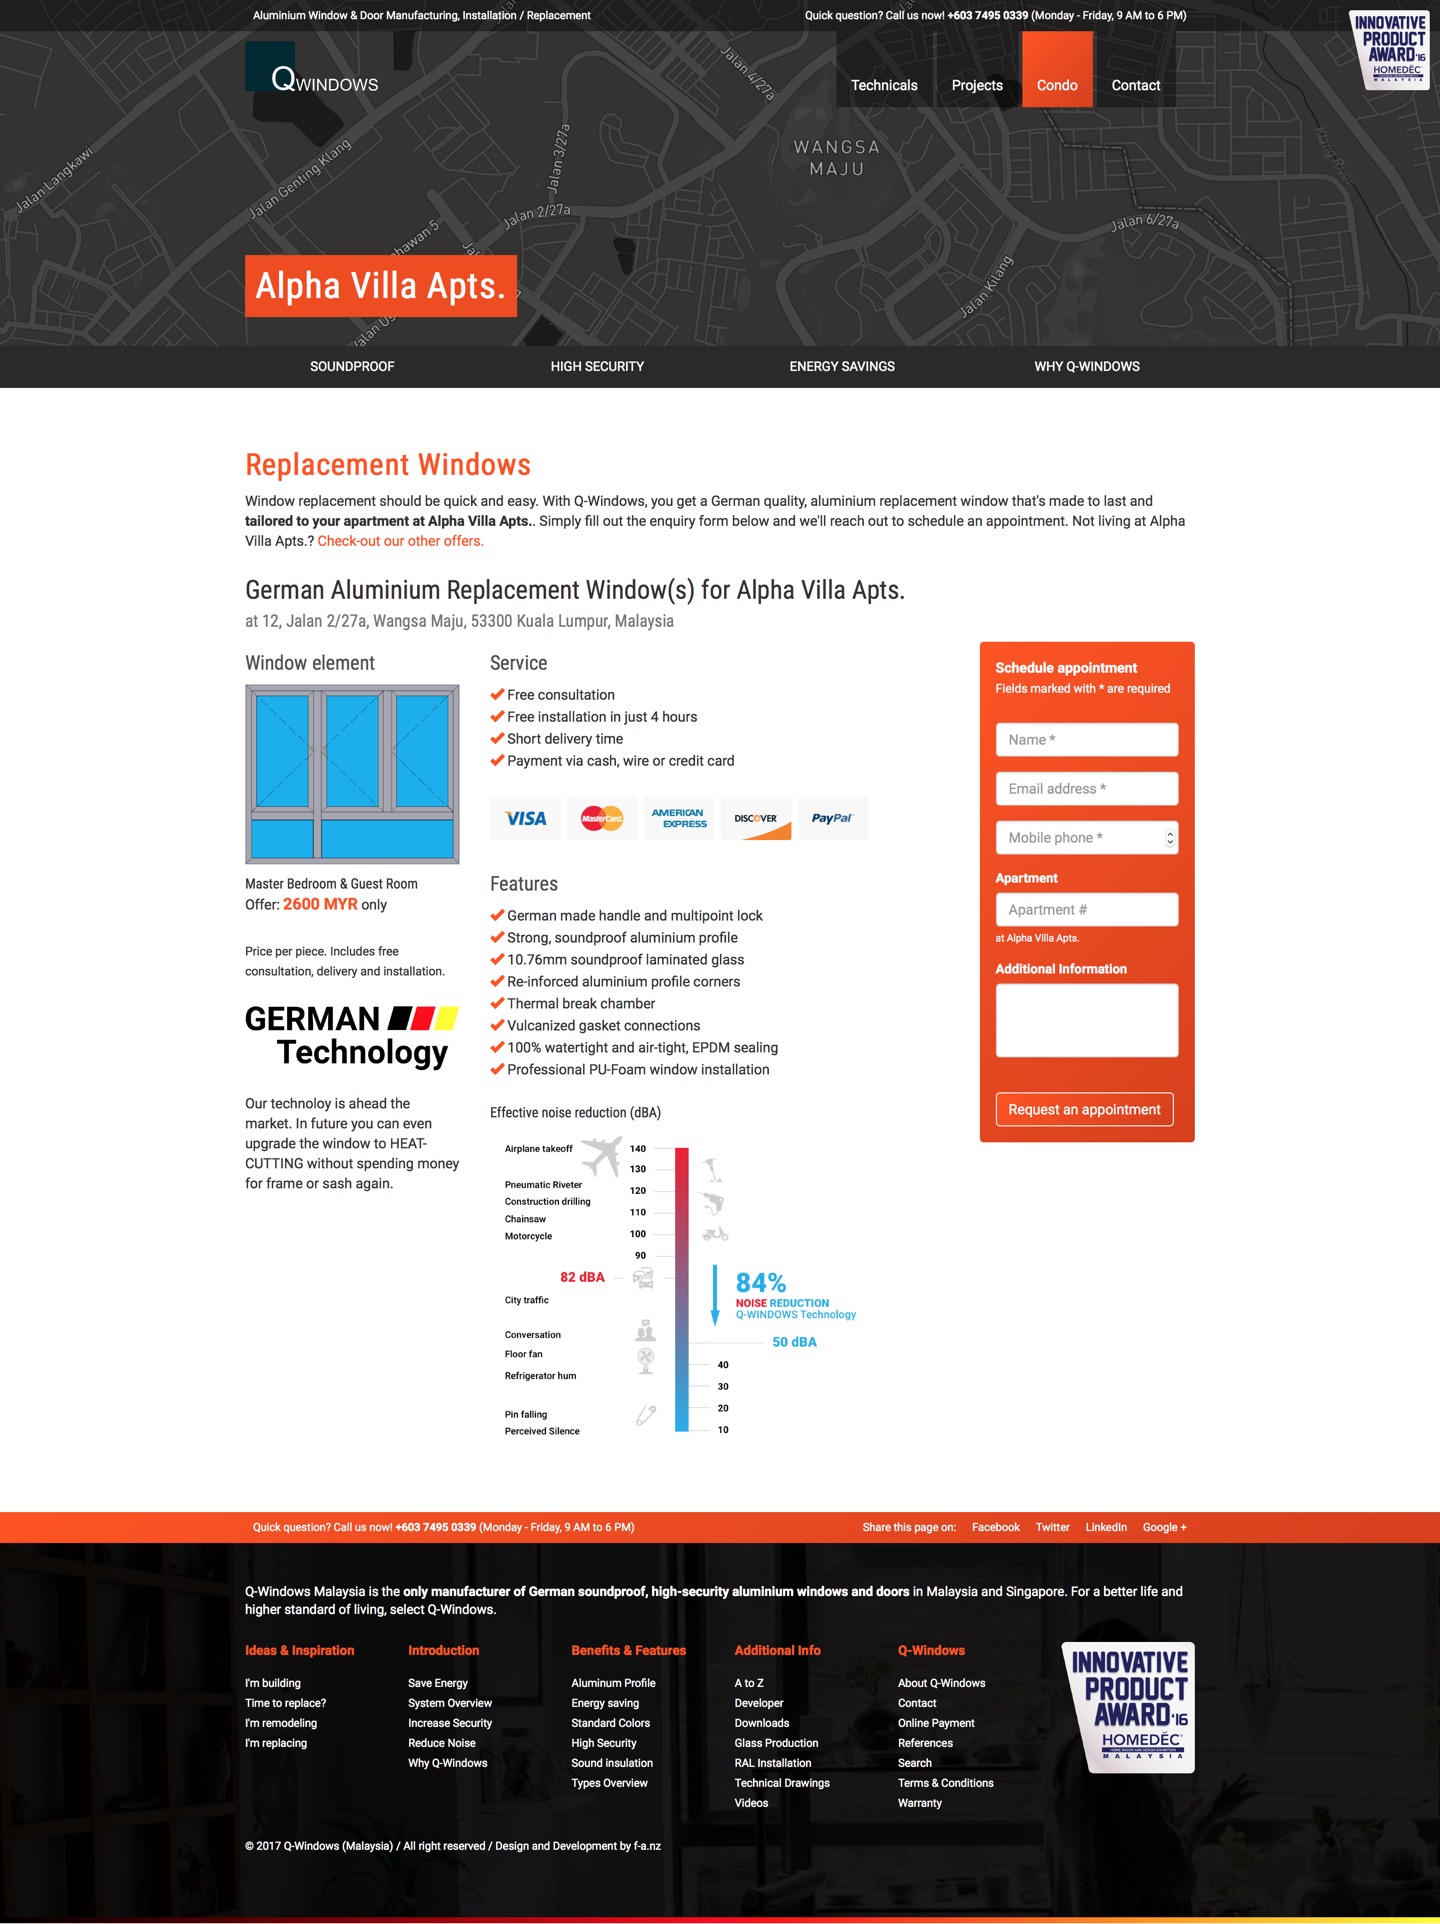 Aluminium Window & Door Manufacturing, Installation / Replacement
Quick question? Call us now! +603 7495 0339 (Monday - Friday, 9 AM to 6 PM)
INNOVATIVE
PRODUCT
AWARD '16
HOMEDĒC
MALAYSIA
QWINDOWS
Technicals
Projects
Condo
Contact
Jalan 4/27a
WANGSA
MAJU
Jalan 3/27a
Jalan Langkawi
Jalan Genting Klang
Jalan 2/27a
Jalan 6/27a
Klang River
Jalan Kilang
Alpha Villa Apts.
SOUNDPROOF
HIGH SECURITY
ENERGY SAVINGS
WHY Q-WINDOWS
Replacement Windows
Window replacement should be quick and easy. With Q-Windows, you get a German quality, aluminium replacement window that's made to last and
tailored to your apartment at Alpha Villa Apts.. Simply fill out the enquiry form below and we'll reach out to schedule an appointment. Not living at Alpha
Villa Apts.? Check-out our other offers.
German Aluminium Replacement Window(s) for Alpha Villa Apts.
at 12, Jalan 2/27a, Wangsa Maju, 53300 Kuala Lumpur, Malaysia
Window element
Master Bedroom & Guest Room
Offer: 2600 MYR only
Price per piece. Includes free
consultation, delivery and installation.
GERMAN
Technology
Our technoloy is ahead the
market. In future you can even
upgrade the window to HEAT-
CUTTING without spending money
for frame or sash again.
Service
Free consultation
Free installation in just 4 hours
Short delivery time
Payment via cash, wire or credit card
VISA
MasterCard
AMERICAN
EXPRESS
DISCOVER
PayPal
Features
German made handle and multipoint lock
Strong, soundproof aluminium profile
10.76mm soundproof laminated glass
Re-inforced aluminium profile corners
Thermal break chamber
Vulcanized gasket connections
100% watertight and air-tight, EPDM sealing
Professional PU-Foam window installation
Effective noise reduction (dBA)
Airplane takeoff 140
130
Pneumatic Riveter
120
Construction drilling
110
Chainsaw
Motorcycle 100
90
82 dBA
84%
City traffic
NOISE REDUCTION
Q-WINDOWS Technology
Conversation
50 dBA
Floor fan
40
Refrigerator hum
30
20
Pin falling
10
Perceived Silence
Schedule appointment
Fields marked with * are required
Name *
Email address *
Mobile phone *
Apartment
Apartment #
at Alpha Villa Apts.
Additional Information
Request an appointment
Quick question? Call us now! +603 7495 0339 (Monday - Friday, 9 AM to 6 PM)
Share this page on: Facebook Twitter LinkedIn Google +
Q-Windows Malaysia is the only manufacturer of German soundproof, high-security aluminium windows and doors in Malaysia and Singapore. For a better life and
higher standard of living, select Q-Windows.
Ideas & Inspiration
I'm building
Time to replace?
I'm remodeling
I'm replacing
Introduction
Save Energy
System Overview
Increase Security
Reduce Noise
Why Q-Windows
Benefits & Features
Aluminum Profile
Energy saving
Standard Colors
High Security
Sound insulation
Types Overview
Additional Info
A to Z
Developer
Downloads
Glass Production
RAL Installation
Technical Drawings
Videos
Q-Windows
About Q-Windows
Contact
Online Payment
References
Search
Terms & Conditions
Warranty
INNOVATIVE
PRODUCT
AWARD '16
HOMEDĒC
MALAYSIA
© 2017 Q-Windows (Malaysia) / All right reserved / Design and Development by f-a.nz